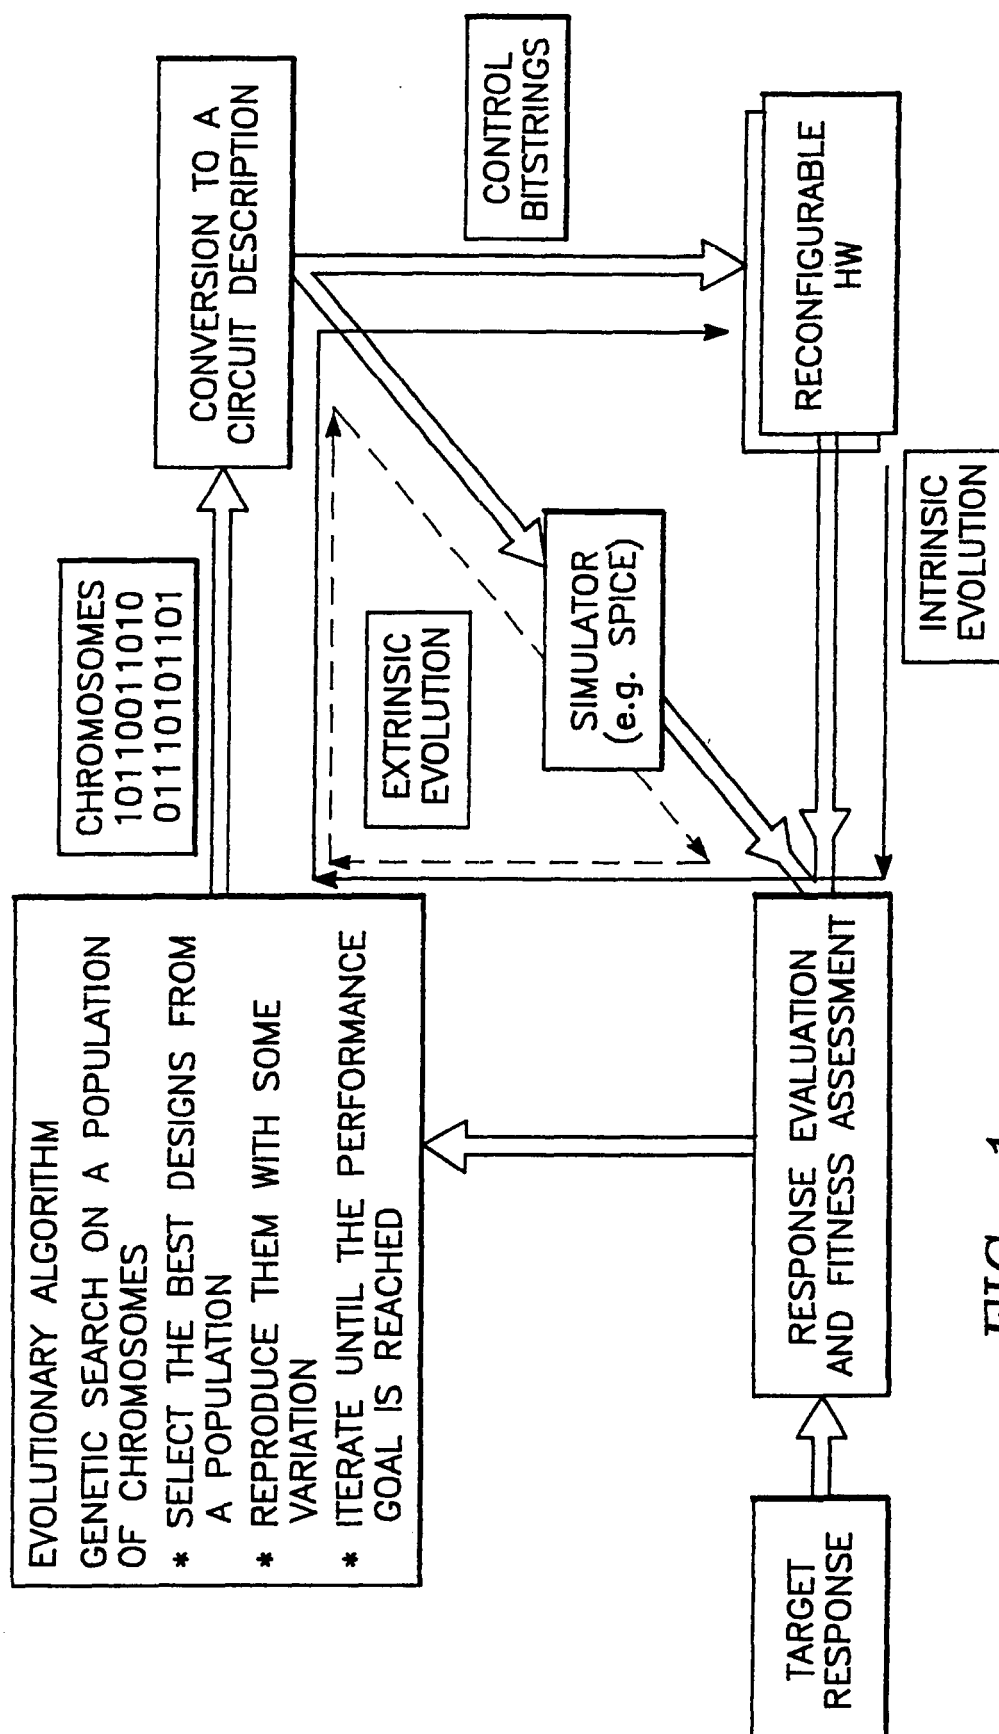 EVOLUTIONARY ALGORITHM
GENETIC SEARCH ON A POPULATION
OF CHROMOSOMES
* SELECT THE BEST DESIGNS FROM
A POPULATION
* REPRODUCE THEM WITH SOME
VARIATION
* ITERATE UNTIL THE PERFORMANCE
GOAL IS REACHED
CHROMOSOMES
10110011010
01110101101
CONVERSION TO A
CIRCUIT DESCRIPTION
EXTRINSIC
EVOLUTION
CONTROL
BITSTRINGS
SIMULATOR
(e.g. SPICE)
TARGET
RESPONSE
RESPONSE EVALUATION
AND FITNESS ASSESSMENT
RECONFIGURABLE
HW
INTRINSIC
EVOLUTION
FIG. 1